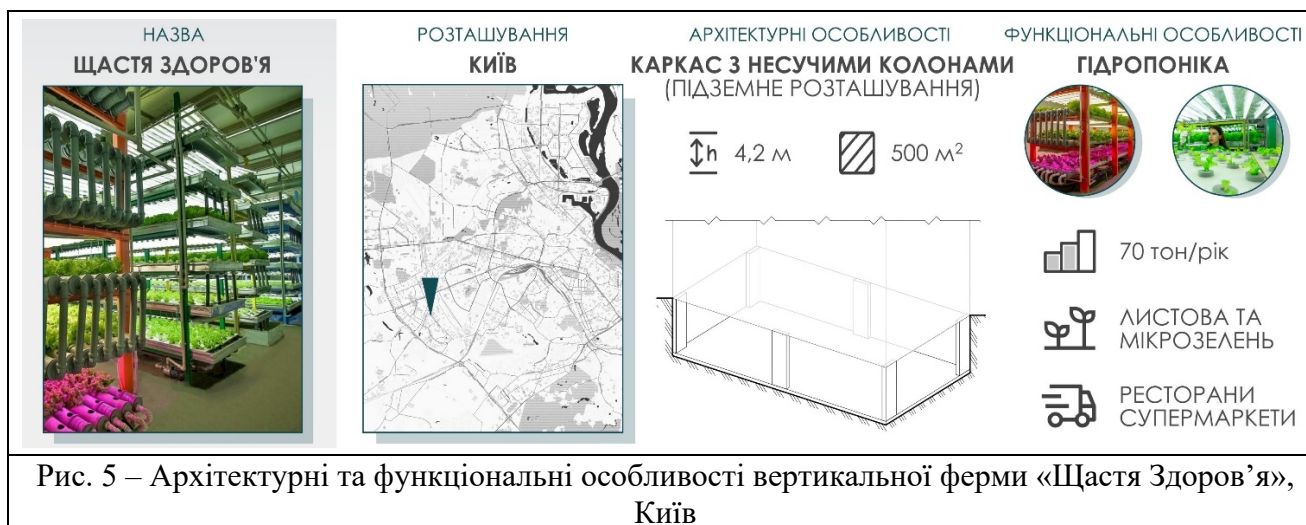 НАЗВА
ЩАСТЯ ЗДОРОВ'Я
РОЗТАШУВАННЯ
КИЇВ
АРХІТЕКТУРНІ ОСОБЛИВОСТІ
КАРКАС З НЕСУЧИМИ КОЛОНАМИ
(ПІДЗЕМНЕ РОЗТАШУВАННЯ)
h 4,2 м
500 м²
ФУНКЦІОНАЛЬНІ ОСОБЛИВОСТІ
ГІДРОПОНІКА
70 тон/рік
ЛИСТОВА ТА
МІКРОЗЕЛЕНЬ
РЕСТОРАНИ
СУПЕРМАРКЕТИ
Рис. 5 – Архітектурні та функціональні особливості вертикальної ферми «Щастя Здоров’я»,
Київ